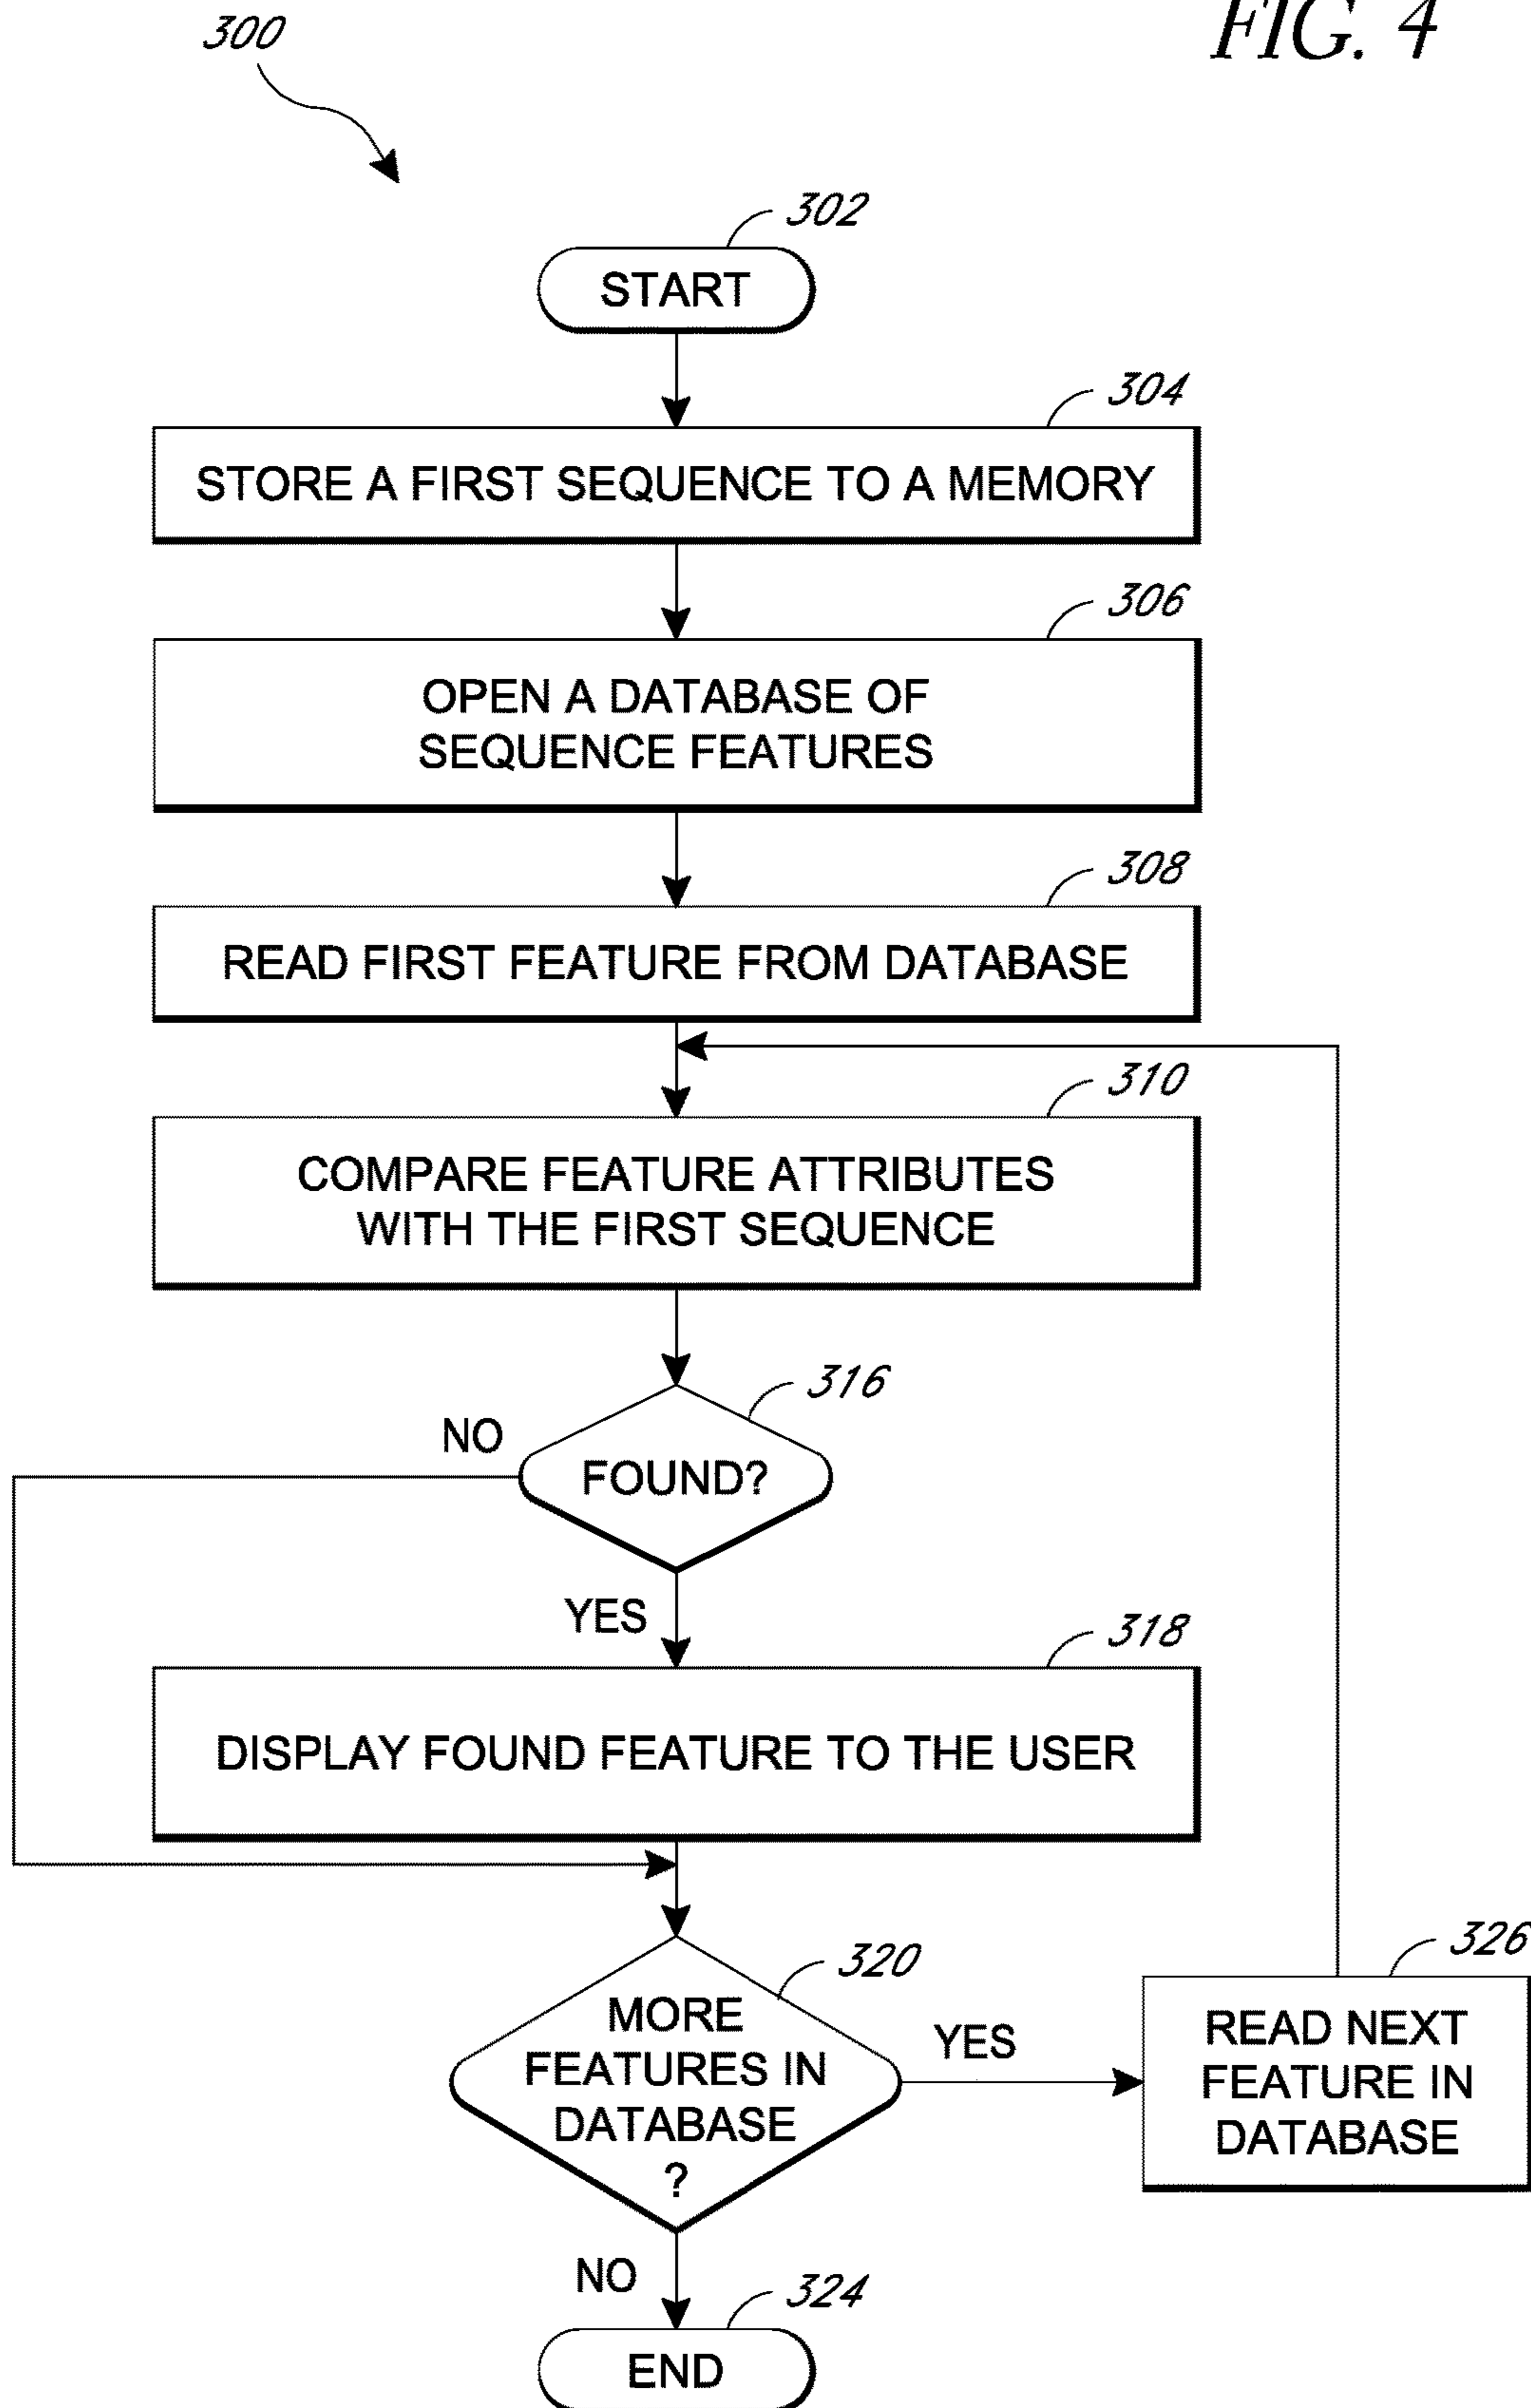 FIG. 4
300
302
START
304
STORE A FIRST SEQUENCE TO A MEMORY
306
OPEN A DATABASE OF
SEQUENCE FEATURES
308
READ FIRST FEATURE FROM DATABASE
310
COMPARE FEATURE ATTRIBUTES
WITH THE FIRST SEQUENCE
316
NO
FOUND?
YES
318
DISPLAY FOUND FEATURE TO THE USER
320
MORE
FEATURES IN
DATABASE
?
YES
326
READ NEXT
FEATURE IN
DATABASE
NO
324
END